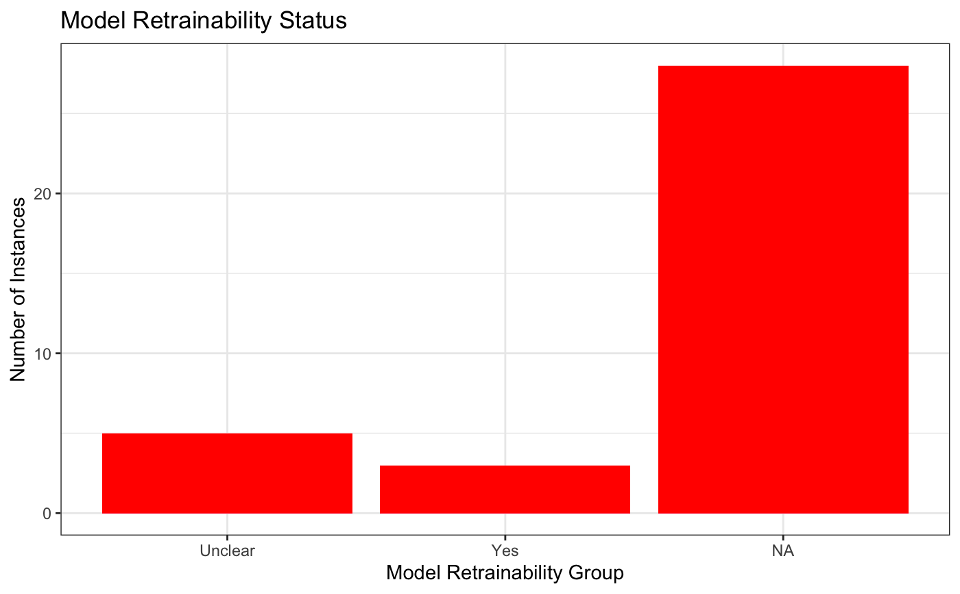 Model Retrainability Status
Number of Instances
20
10
0
Unclear Yes NA
Model Retrainability Group